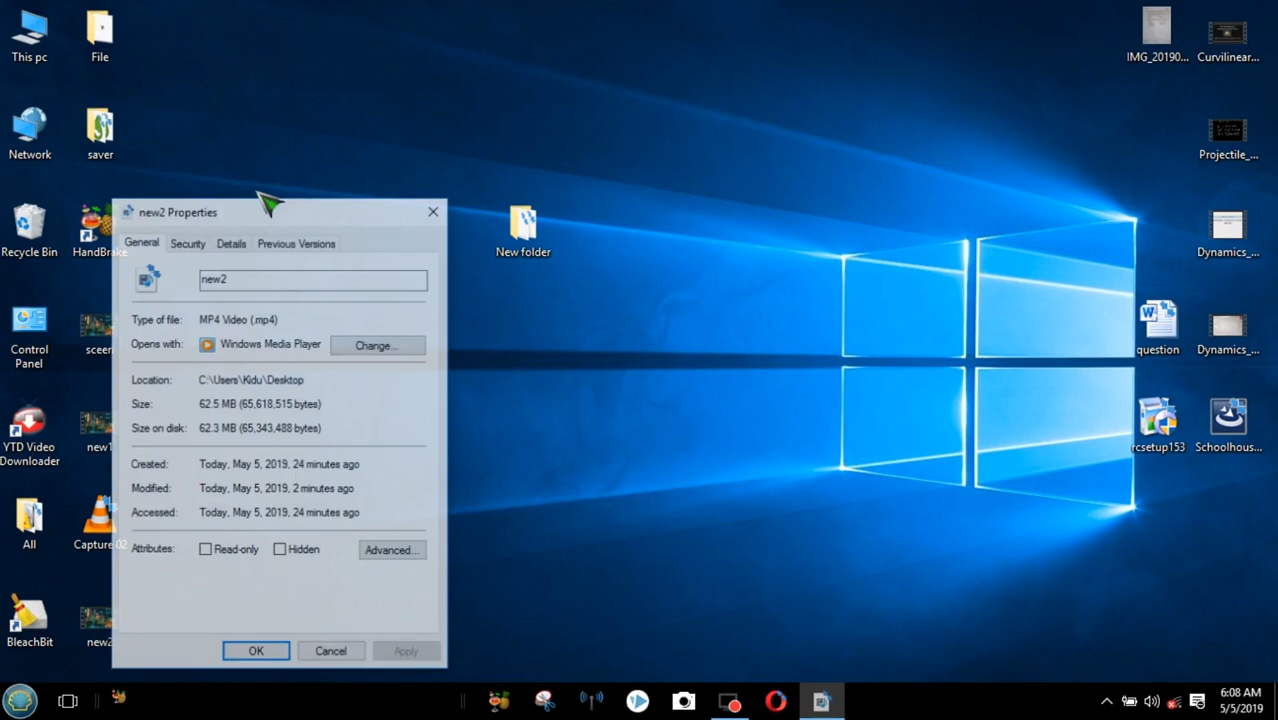 This pc
File
IMG_20190...
Curvilinear...
Network
saver
Projectile_...
Recycle Bin
HandBrake
New folder
Dynamics_...
Control
Panel
sceen
question
Dynamics_...
YTD Video
Downloader
new1
rcsetup153
Schoolhous...
All
Capture 02
BleachBit
new2
new2 Properties
General
Security
Details
Previous Versions
new2
Type of file: MP4 Video (.mp4)
Opens with: Windows Media Player
Change...
Location: C:\Users\Kidu\Desktop
Size: 62.5 MB (65,618,515 bytes)
Size on disk: 62.3 MB (65,343,488 bytes)
Created: Today, May 5, 2019, 24 minutes ago
Modified: Today, May 5, 2019, 2 minutes ago
Accessed: Today, May 5, 2019, 24 minutes ago
Attributes: Read-only Hidden
Advanced...
OK
Cancel
Apply
6:08 AM
5/5/2019